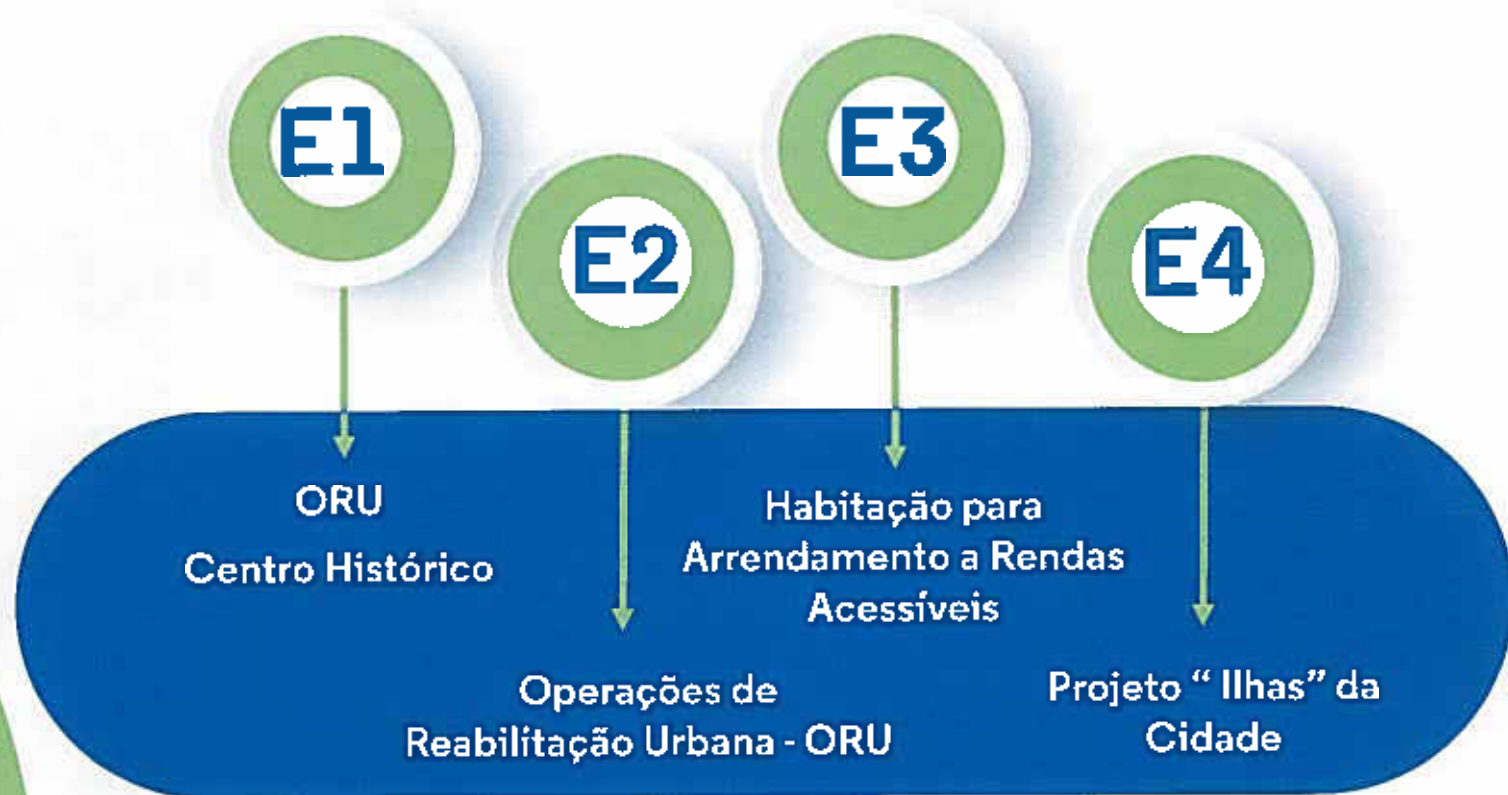 E1
E2
E3
E4
ORU
Centro Histórico
Operações de
Reabilitação Urbana - ORU
Habitação para
Arrendamento a Rendas
Acessíveis
Projeto “ Ilhas” da
Cidade